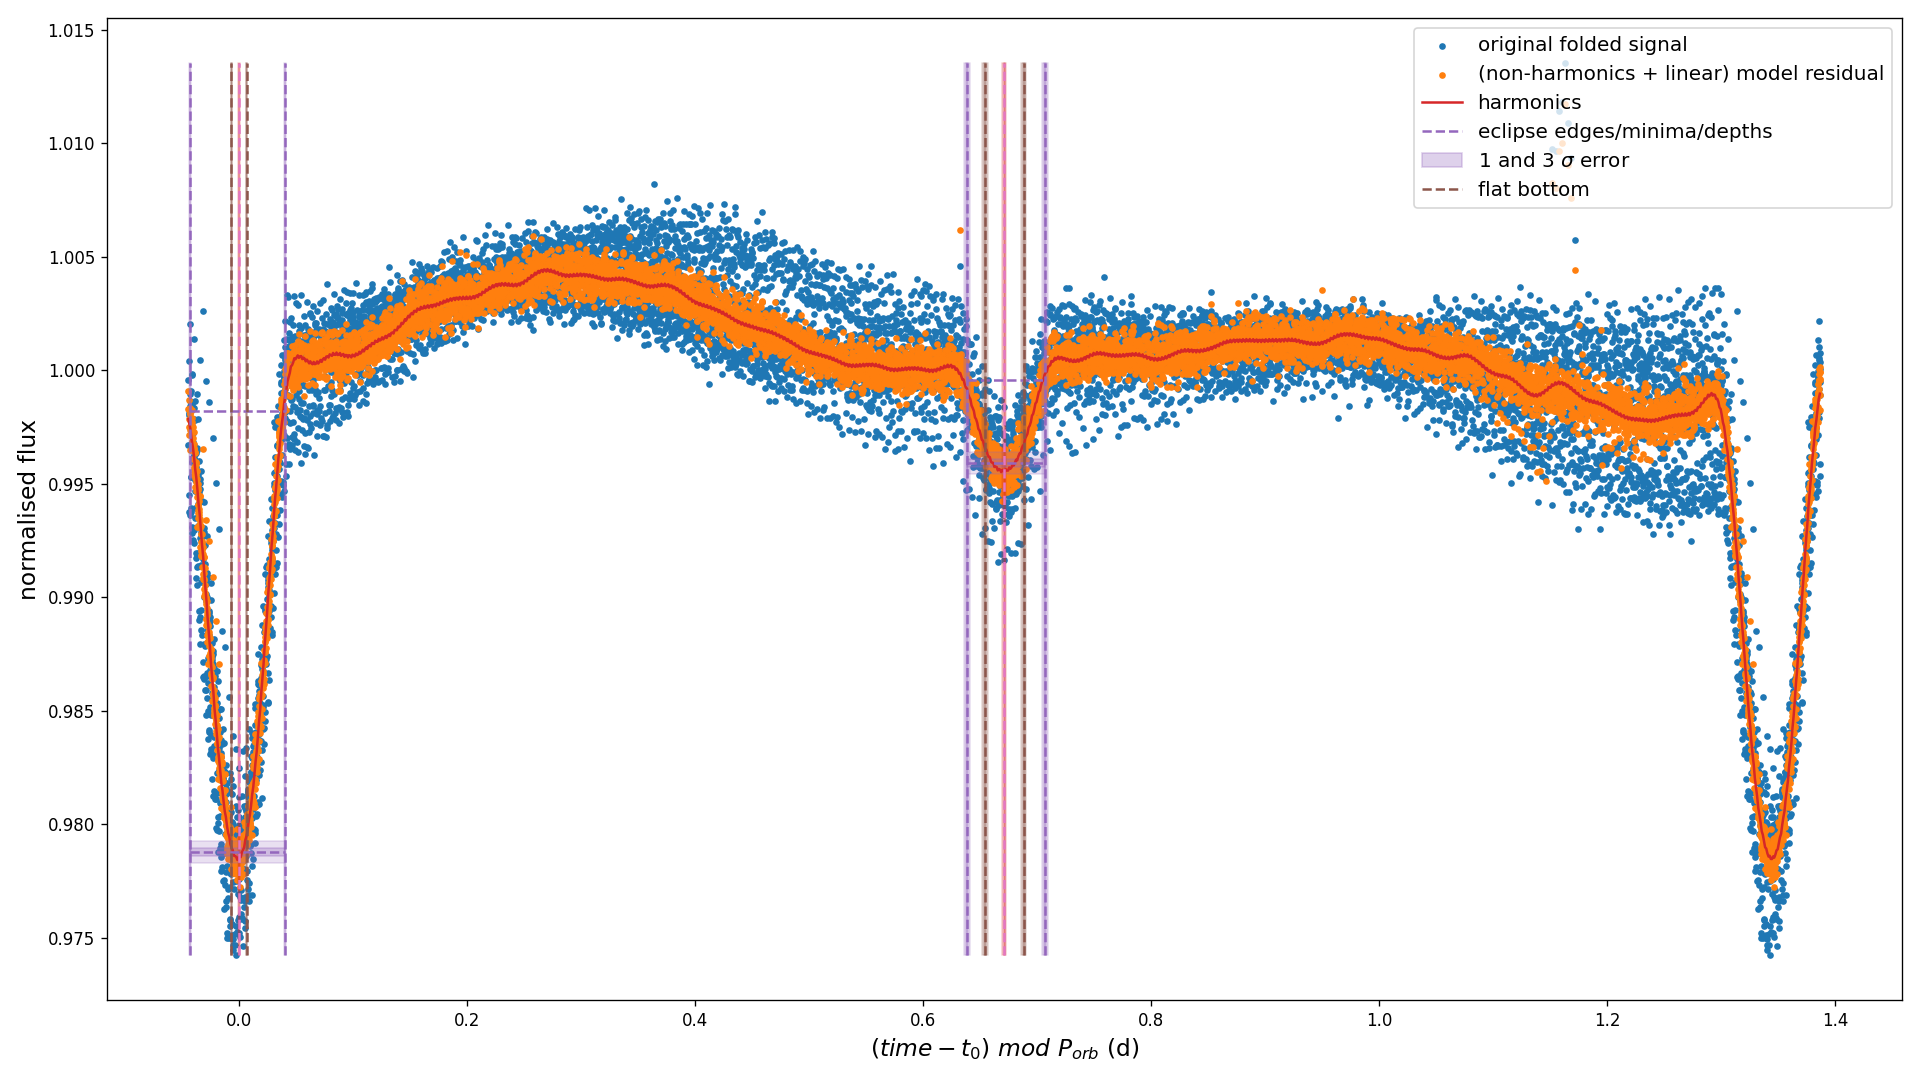 1.015
1.010
1.005
1.000
0.995
0.990
0.985
0.980
0.975
normalised flux
original folded signal
(non-harmonics + linear) model residual
harmonics
eclipse edges/minima/depths
1 and 3 σ error
flat bottom
0.0 0.2 0.4 0.6 0.8 1.0 1.2 1.4
(time − t₀) mod Pₒᵣb (d)